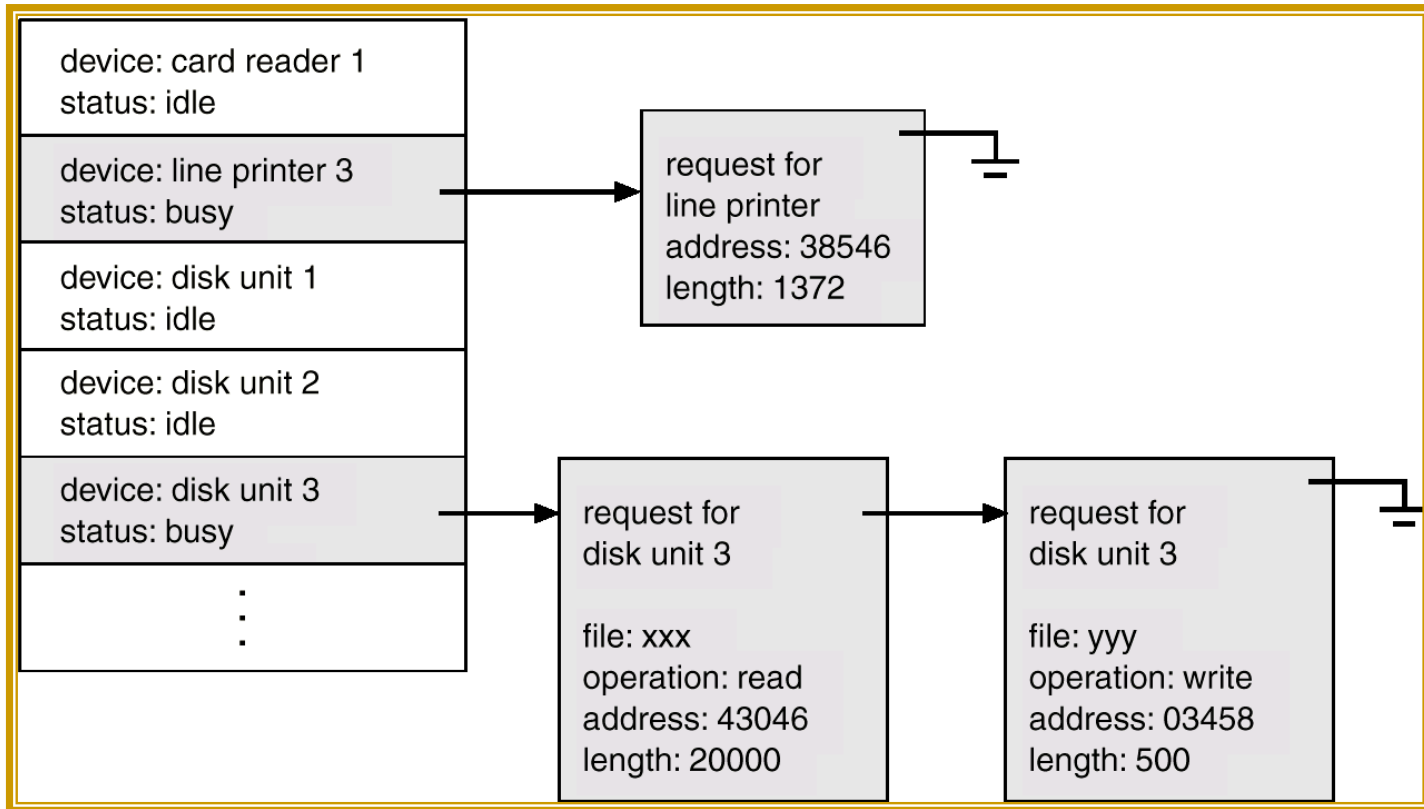 device: card reader 1
status: idle
device: line printer 3
status: busy
device: disk unit 1
status: idle
device: disk unit 2
status: idle
device: disk unit 3
status: busy
request for
line printer
address: 38546
length: 1372
request for
disk unit 3
file: xxx
operation: read
address: 43046
length: 20000
request for
disk unit 3
file: yyy
operation: write
address: 03458
length: 500